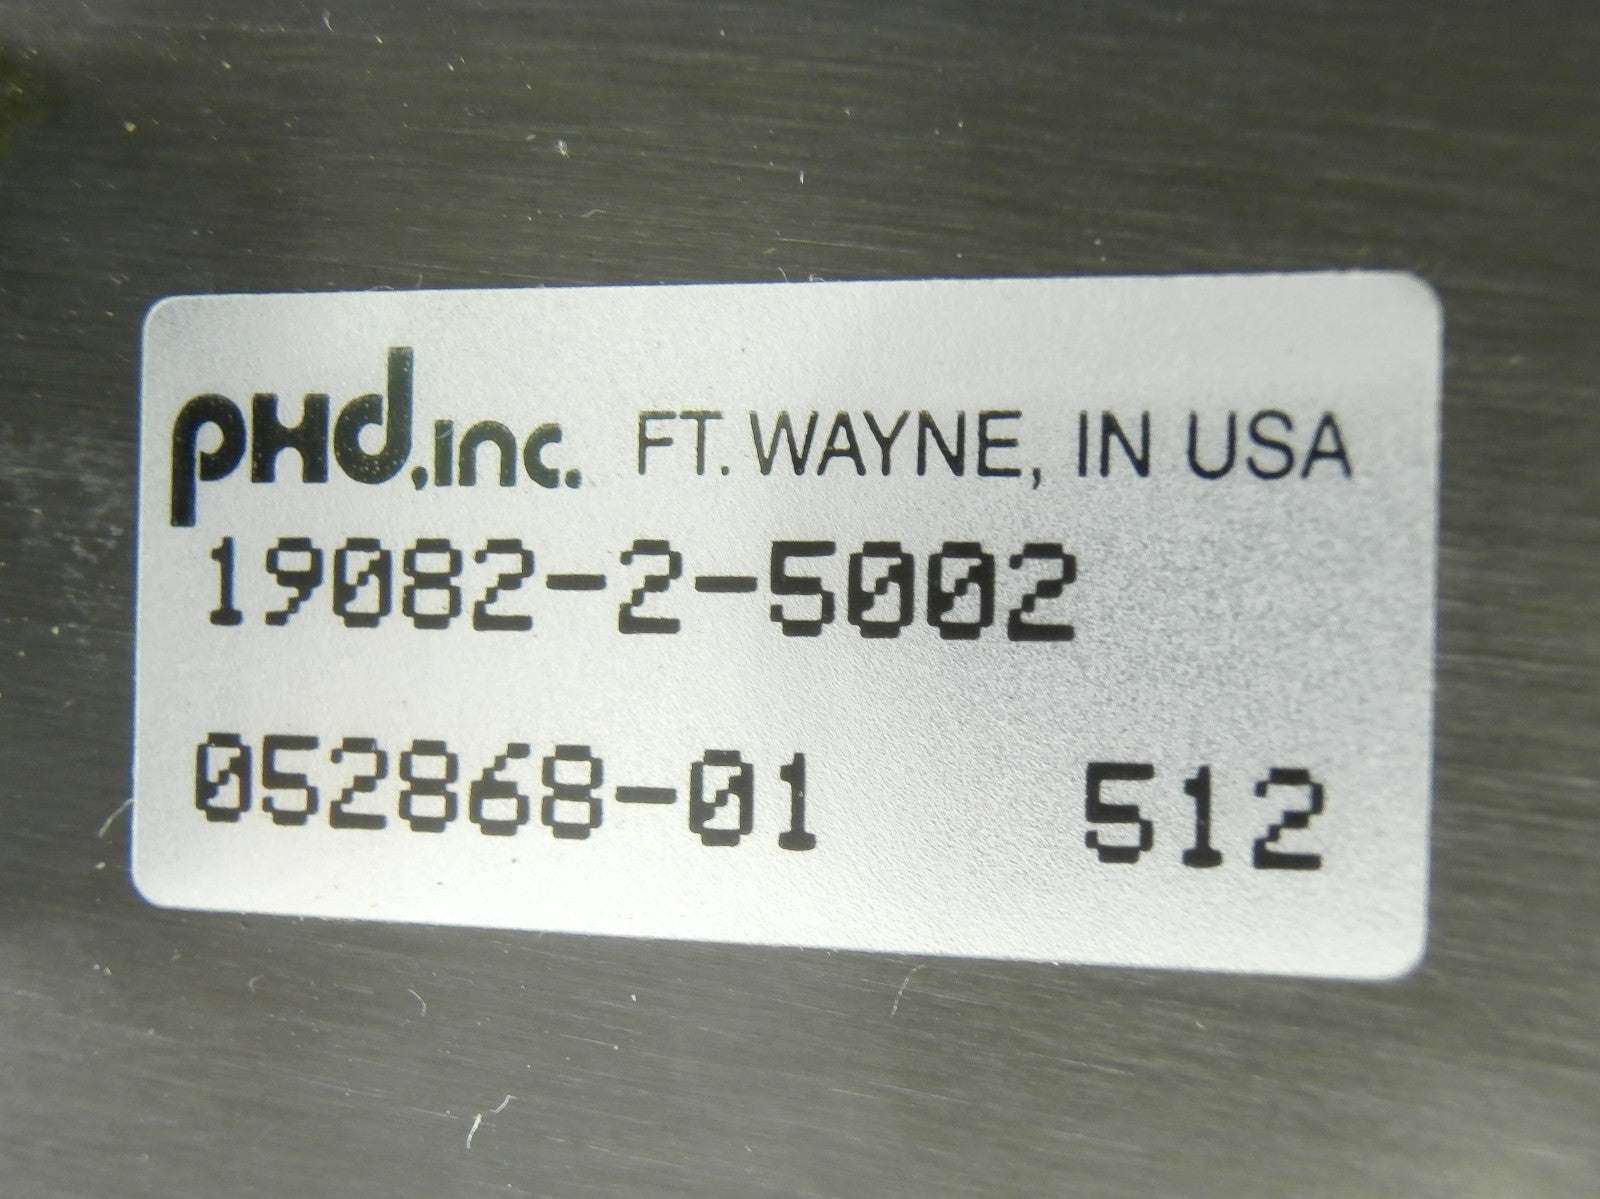 pHd.inc. FT. WAYNE, IN USA
19082-2-5002
052868-01 512